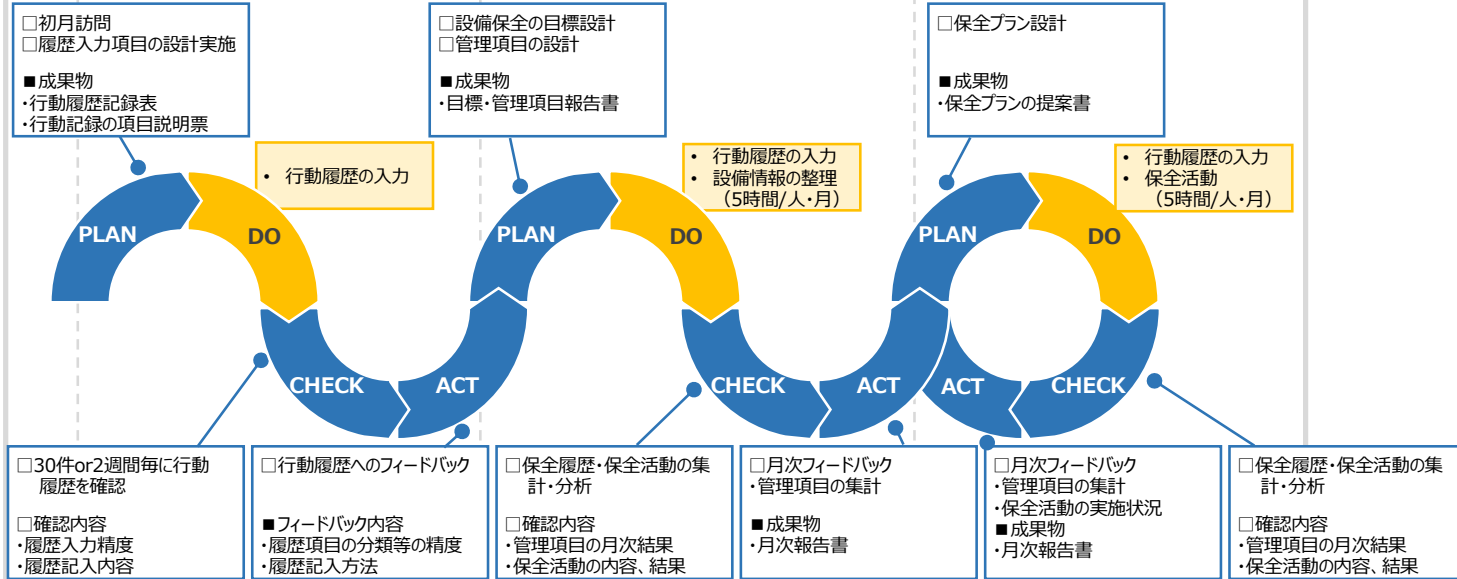 □初月訪問
□履歴入力項目の設計実施
■成果物
・行動履歴記録表
・行動記録の項目説明票
□設備保全の目標設計
□管理項目の設計
■成果物
・目標・管理項目報告書
□保全プラン設計
■成果物
・保全プランの提案書
• 行動履歴の入力
• 行動履歴の入力
• 設備情報の整理
（5時間/人・月）
• 行動履歴の入力
• 保全活動
（5時間/人・月）
PLAN
DO
PLAN
DO
PLAN
DO
CHECK
ACT
CHECK
ACT
ACT
CHECK
□30件or2週間毎に行動
履歴を確認
□確認内容
・履歴入力精度
・履歴記入内容
□行動履歴へのフィードバック
■フィードバック内容
・履歴項目の分類等の精度
・履歴記入方法
□保全履歴・保全活動の集
計・分析
□確認内容
・管理項目の月次結果
・保全活動の内容、結果
□月次フィードバック
・管理項目の集計
■成果物
・月次報告書
□月次フィードバック
・管理項目の集計
・保全活動の実施状況
■成果物
・月次報告書
□保全履歴・保全活動の集
計・分析
□確認内容
・管理項目の月次結果
・保全活動の内容、結果